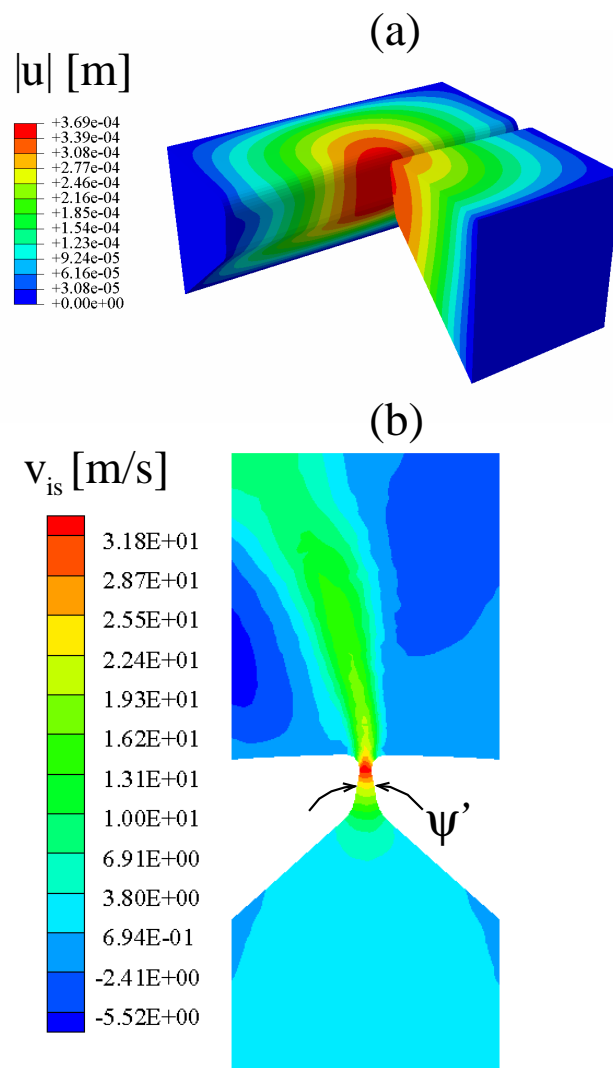 (a)
|u| [m]
+3.69e-04
+3.39e-04
+3.08e-04
+2.77e-04
+2.46e-04
+2.16e-04
+1.85e-04
+1.54e-04
+1.23e-04
+9.24e-05
+6.16e-05
+3.08e-05
+0.00e+00
(b)
v_is [m/s]
3.18E+01
2.87E+01
2.55E+01
2.24E+01
1.93E+01
1.62E+01
1.31E+01
1.00E+01
6.91E+00
3.80E+00
6.94E-01
-2.41E+00
-5.52E+00
ψ’